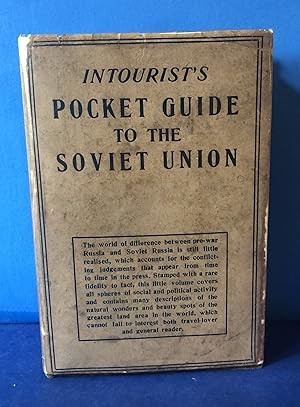 INTOURIST'S
POCKET GUIDE
TO THE
SOVIET UNION
The world of difference between pre-war
Russia and Soviet Russia is still little
realised, which accounts for the conflict-
ing judgements that appear from time
to time in the press. Stamped with a rare
fidelity to fact, this little volume covers
all spheres of social and political activity
and contains many descriptions of the
natural wonders and beauty spots of the
greatest land area in the world, which
cannot fail to interest both travel-lover
and general reader.